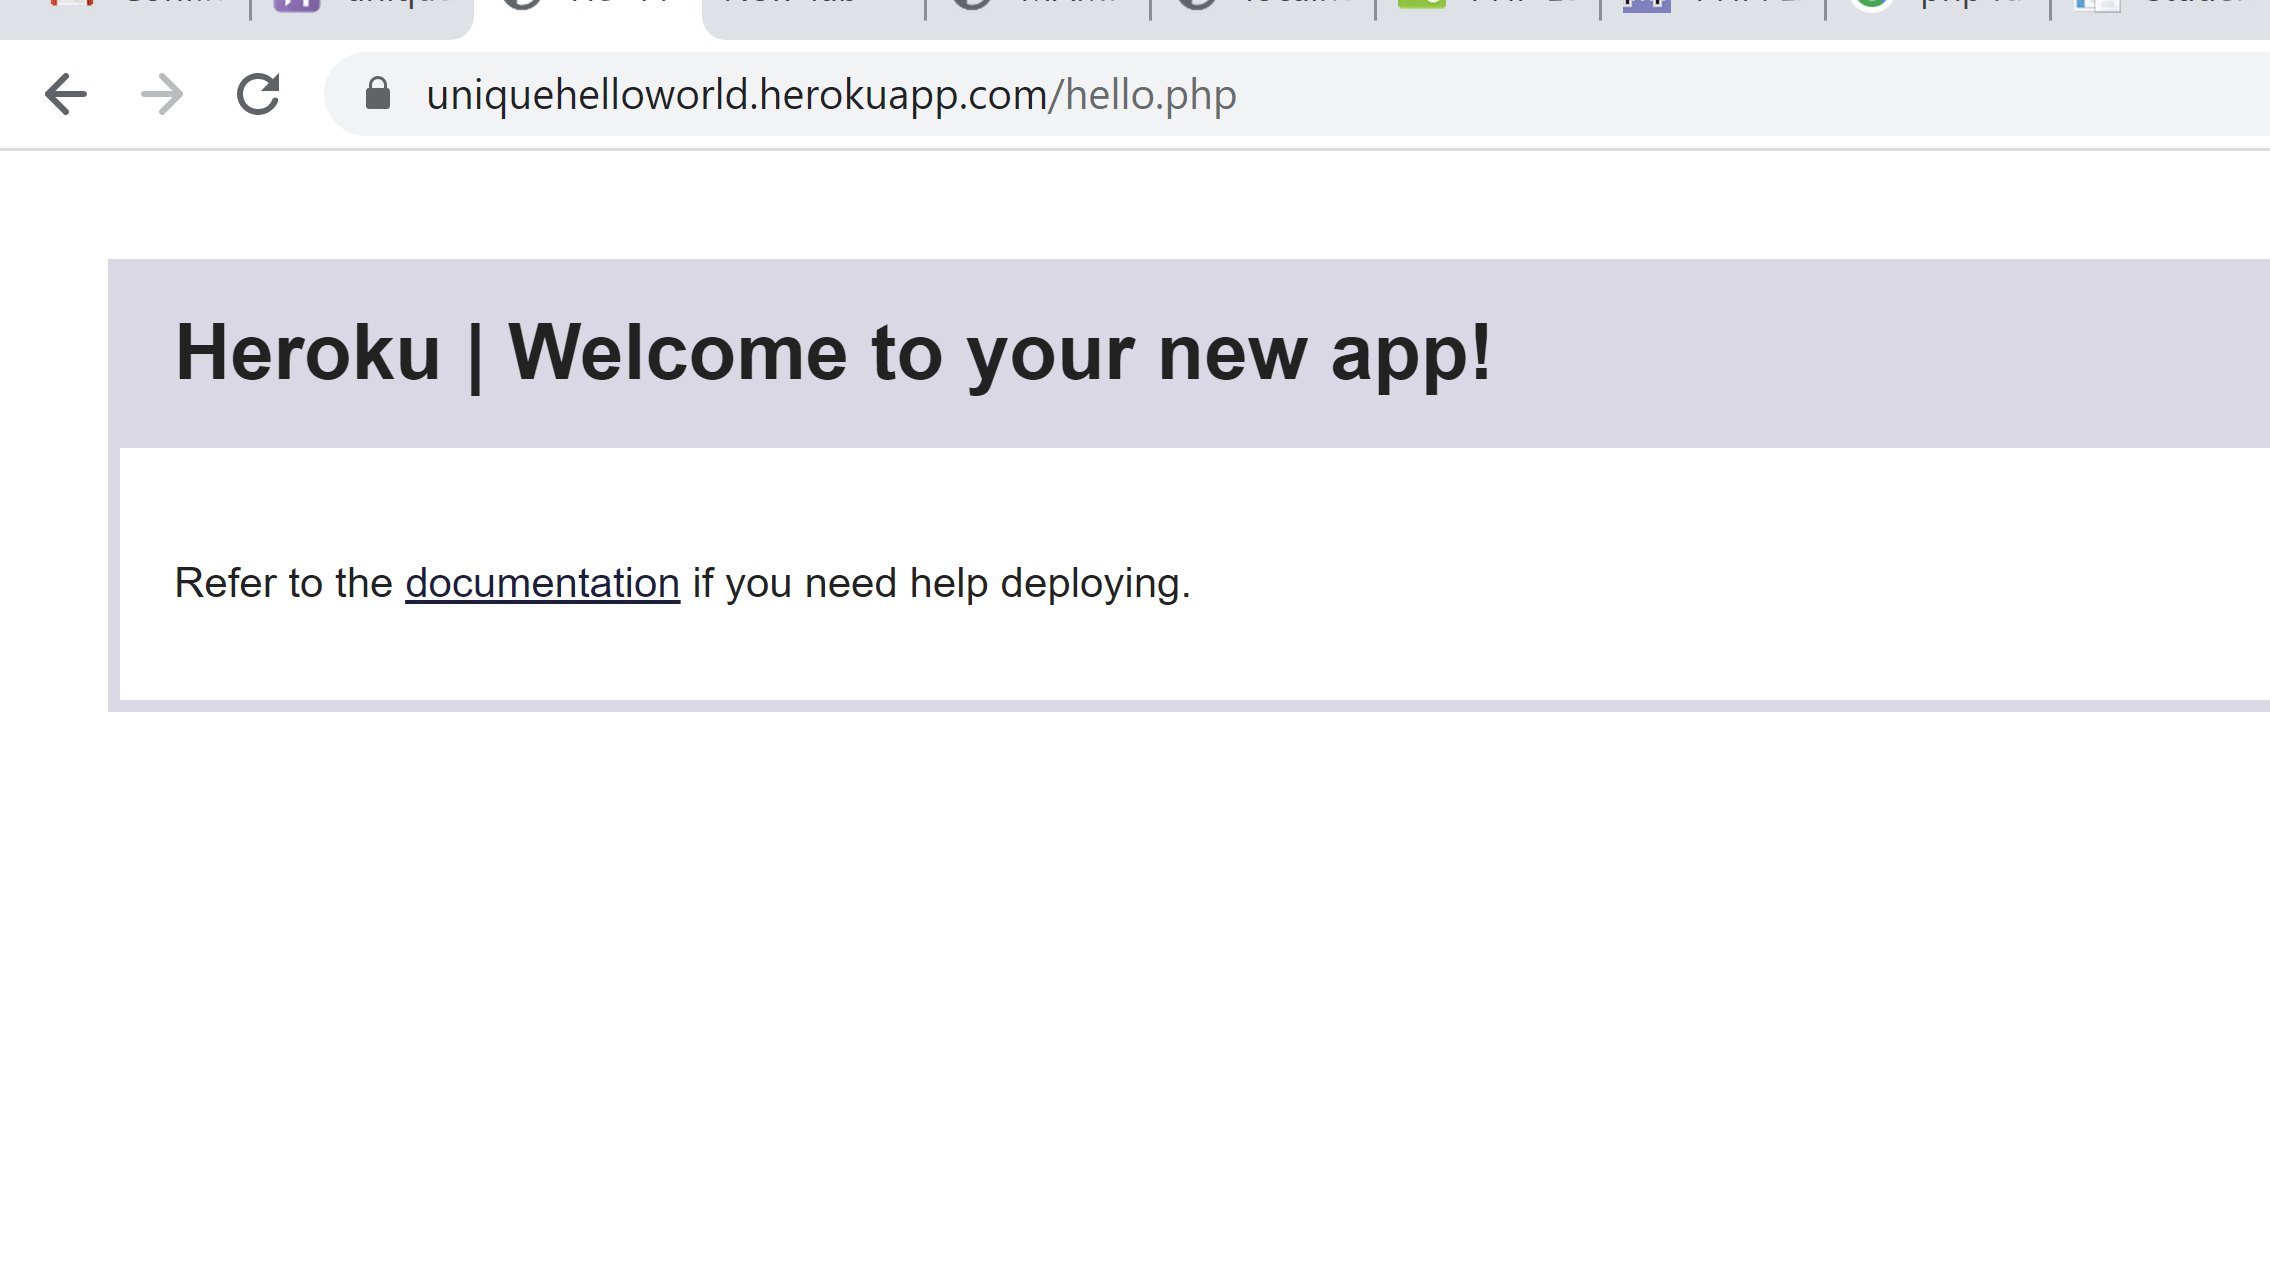 uniquehelloworld.herokuapp.com/hello.php
Heroku | Welcome to your new app!
Refer to the documentation if you need help deploying.